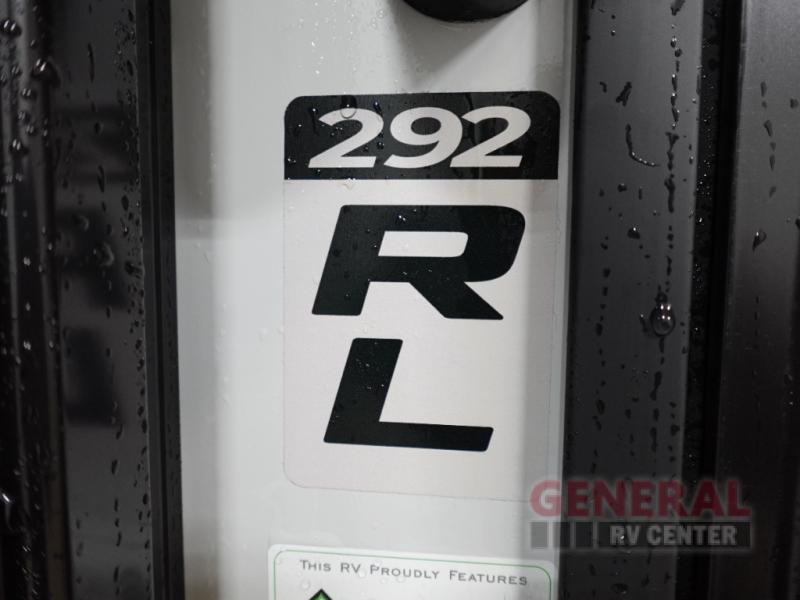 292
R
L
GENERAL
RV CENTER
This RV Proudly Features